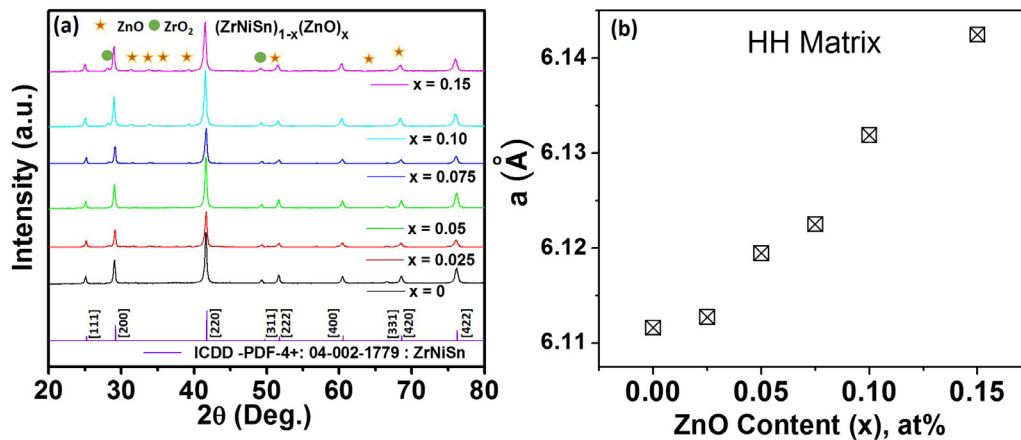 (a)
ZnO ZrO₂ (ZrNiSn)₁₋ₓ(ZnO)ₓ
x = 0.15
x = 0.10
x = 0.075
x = 0.05
x = 0.025
x = 0
[111] [200] [220] [311] [222] [400] [331] [420] [422]
ICDD -PDF-4+: 04-002-1779 : ZrNiSn
20 30 40 50 60 70 80
2θ (Deg.)
Intensity (a.u.)
(b)
HH Matrix
6.14
6.13
6.12
6.11
a (Å)
0.00 0.05 0.10 0.15
ZnO Content (x), at%